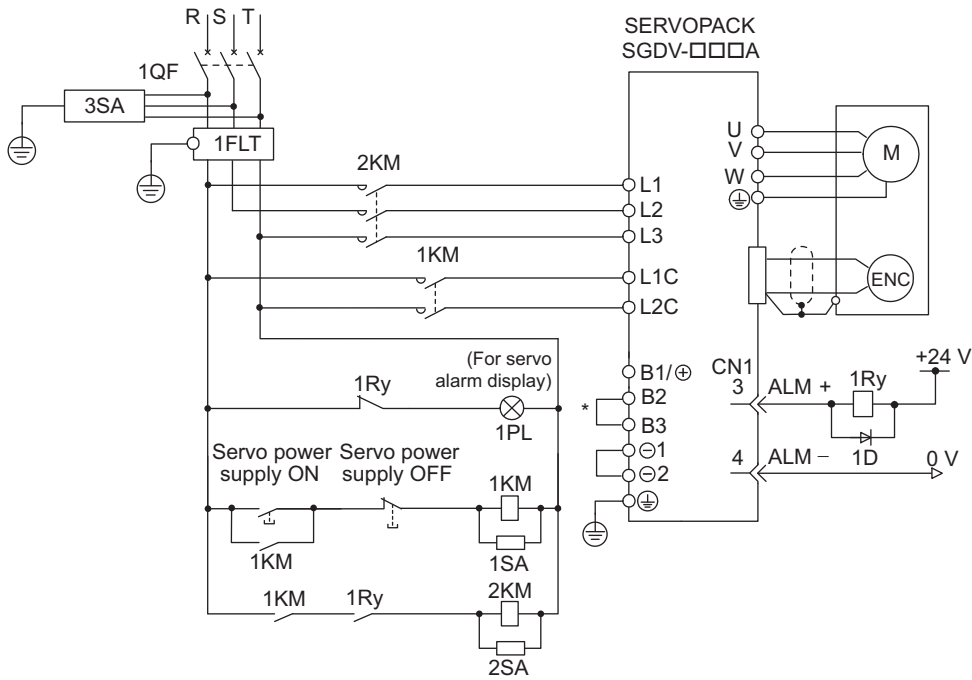 R S T
SERVOPACK
SGDV-□□□A
1QF
3SA
1FLT
2KM
1KM
L1
L2
L3
L1C
L2C
U
V
W
M
ENC
(For servo
alarm display)
1Ry
1PL
B1/⊕
B2
* B3
⊖1
⊖2
CN1
3 ALM +
1Ry
+24 V
1D
4 ALM − 0 V
Servo power
supply ON
Servo power
supply OFF
1KM
1KM
1SA
1KM
1Ry
2KM
2SA